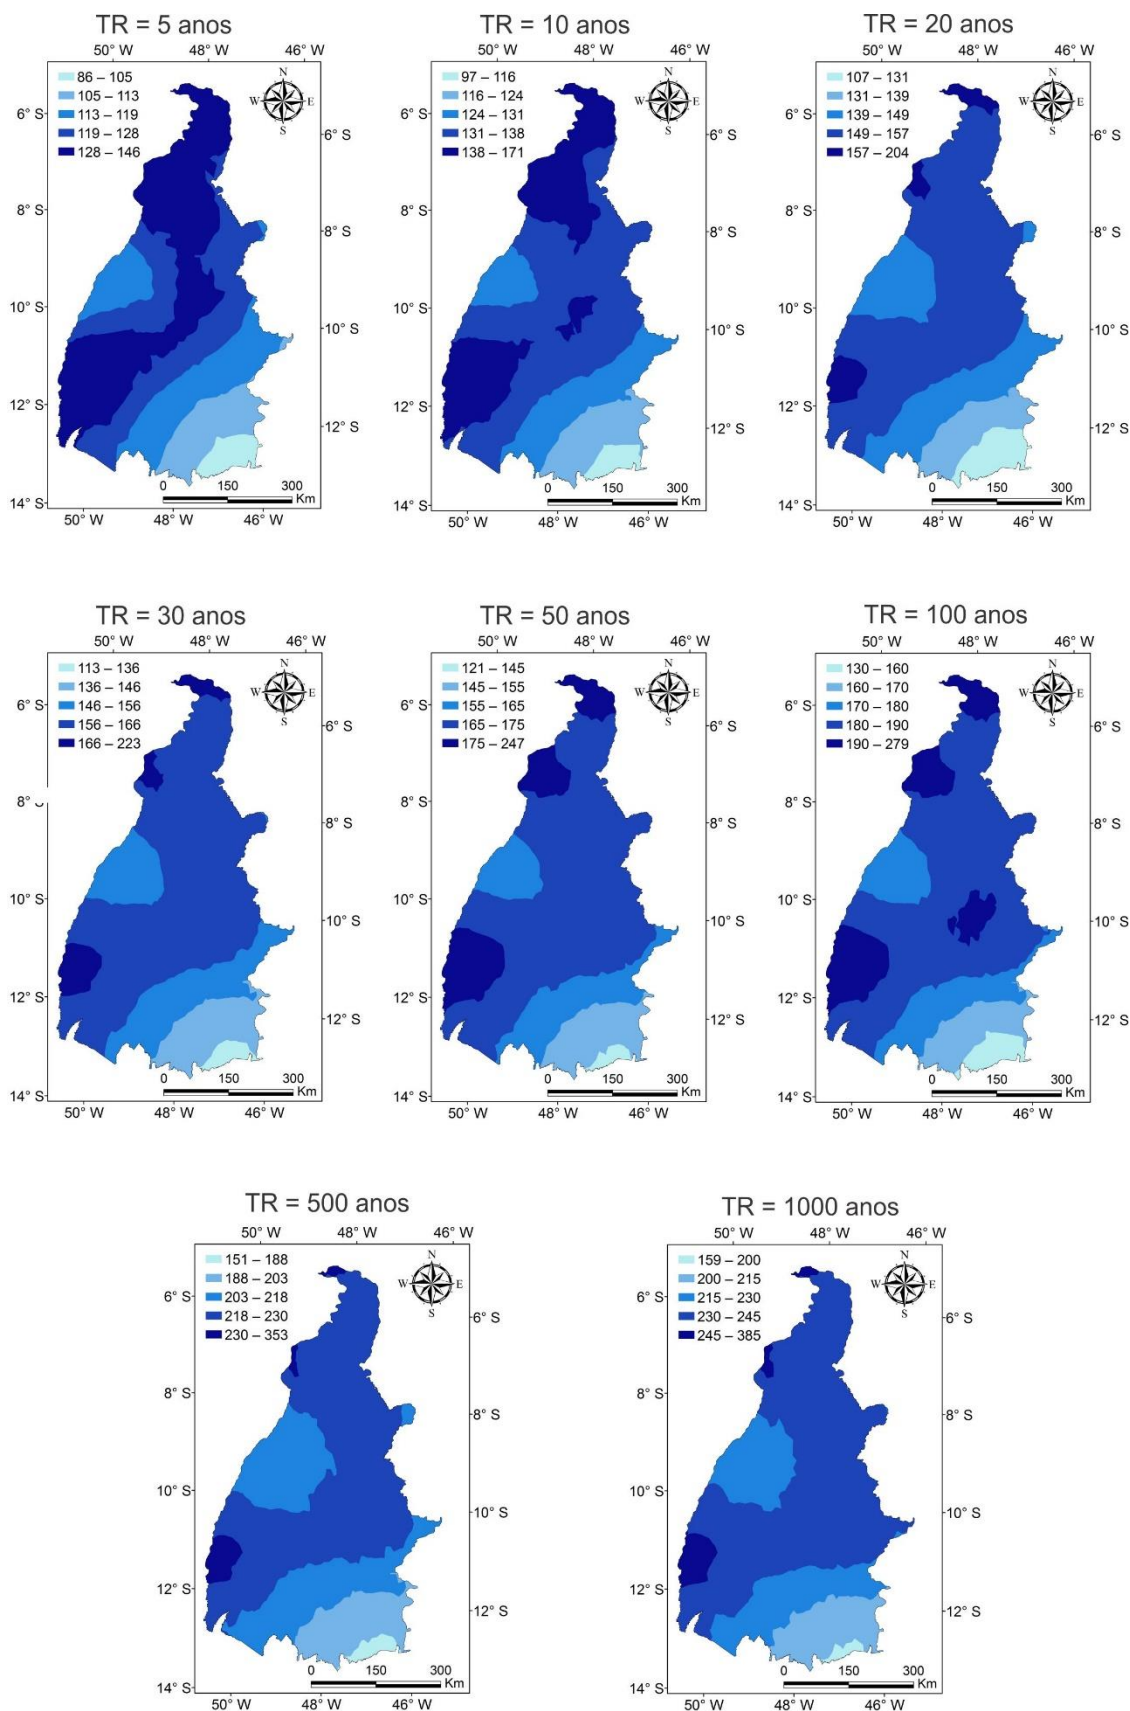 TR = 5 anos
50° W 48° W 46° W
86 – 105
105 – 113
113 – 119
119 – 128
128 – 146
N
W E
S
6° S 6° S
8° S 8° S
10° S 10° S
12° S 12° S
14° S
0 150 300
Km
50° W 48° W 46° W
TR = 10 anos
50° W 48° W 46° W
97 – 116
116 – 124
124 – 131
131 – 138
138 – 171
N
W E
S
6° S 6° S
8° S 8° S
10° S 10° S
12° S 12° S
14° S
0 150 300
Km
50° W 48° W 46° W
TR = 20 anos
50° W 48° W 46° W
107 – 131
131 – 139
139 – 149
149 – 157
157 – 204
N
W E
S
6° S 6° S
8° S 8° S
10° S 10° S
12° S 12° S
14° S
0 150 300
Km
50° W 48° W 46° W
TR = 30 anos
50° W 48° W 46° W
113 – 136
136 – 146
146 – 156
156 – 166
166 – 223
N
W E
S
6° S 6° S
8° S 8° S
10° S 10° S
12° S 12° S
14° S
0 150 300
Km
50° W 48° W 46° W
TR = 50 anos
50° W 48° W 46° W
121 – 145
145 – 155
155 – 165
165 – 175
175 – 247
N
W E
S
6° S 6° S
8° S 8° S
10° S 10° S
12° S 12° S
14° S
0 150 300
Km
50° W 48° W 46° W
TR = 100 anos
50° W 48° W 46° W
130 – 160
160 – 170
170 – 180
180 – 190
190 – 279
N
W E
S
6° S 6° S
8° S 8° S
10° S 10° S
12° S 12° S
14° S
0 150 300
Km
50° W 48° W 46° W
TR = 500 anos
50° W 48° W 46° W
151 – 188
188 – 203
203 – 218
218 – 230
230 – 353
N
W E
S
6° S 6° S
8° S 8° S
10° S 10° S
12° S 12° S
14° S
0 150 300
Km
50° W 48° W 46° W
TR = 1000 anos
50° W 48° W 46° W
159 – 200
200 – 215
215 – 230
230 – 245
245 – 385
N
W E
S
6° S 6° S
8° S 8° S
10° S 10° S
12° S 12° S
14° S
0 150 300
Km
50° W 48° W 46° W